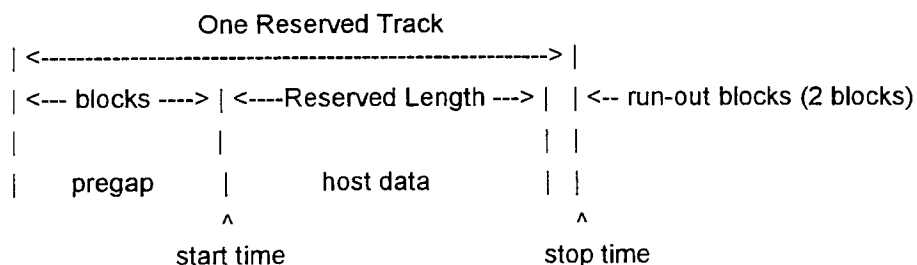 One Reserved Track
| <-----------------------------------------------------------> |
| <--- blocks ----> | <----Reserved Length ---> | | <-- run-out blocks (2 blocks)
| | | |
| pregap | host data | |
^ ^
start time stop time